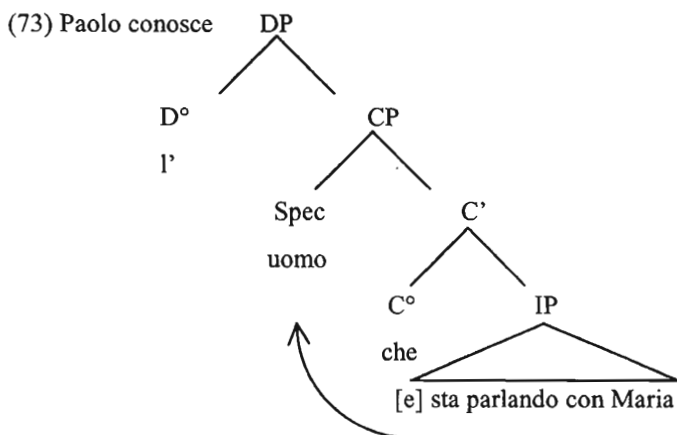 (73) Paolo conosce DP
D° CP
l'
Spec C'
uomo
C° IP
che
[e] sta parlando con Maria